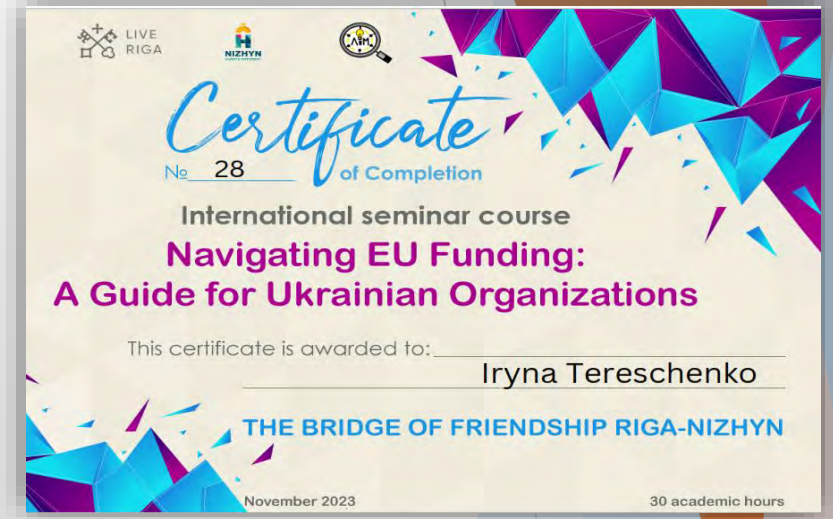 LIVE
RIGA
NIZHYN
AIM
Certificate
№ 28
of Completion
International seminar course
Navigating EU Funding:
A Guide for Ukrainian Organizations
This certificate is awarded to:
Iryna Tereschenko
THE BRIDGE OF FRIENDSHIP RIGA-NIZHYN
November 2023
30 academic hours